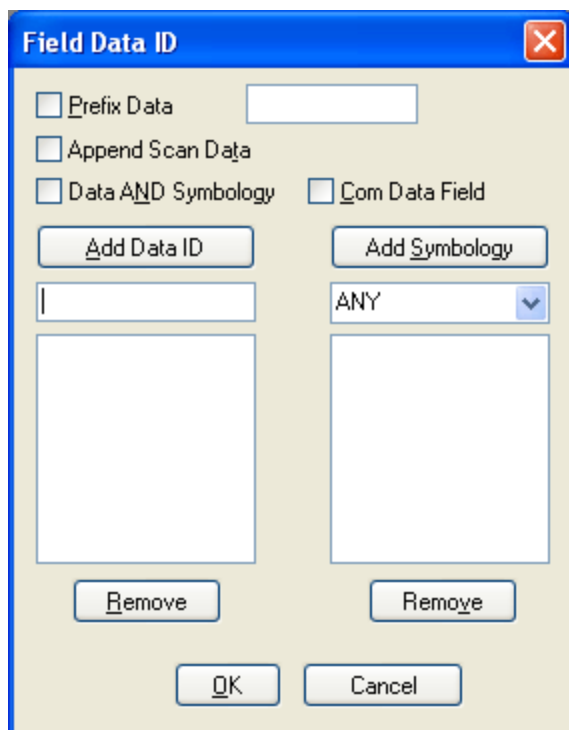 Field Data ID
Prefix Data
Append Scan Data
Data AND Symbology Com Data Field
Add Data ID Add Symbology
ANY
Remove Remove
OK Cancel